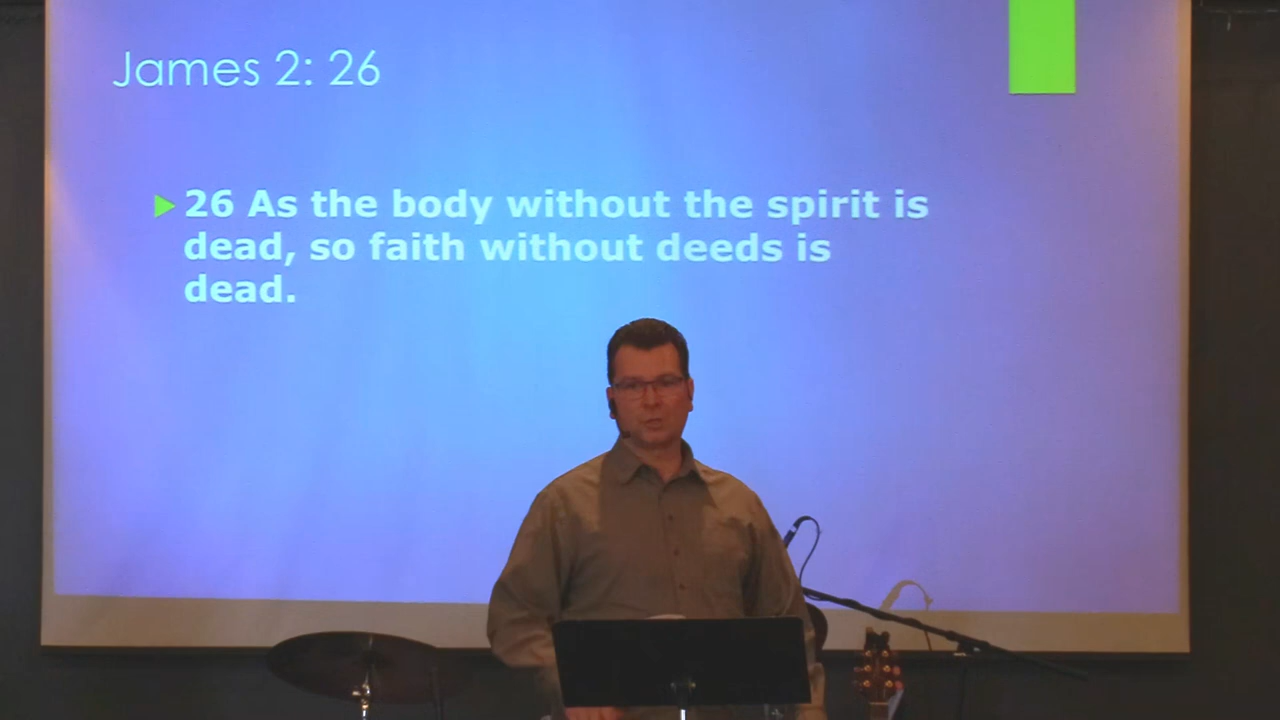 James 2: 26
26 As the body without the spirit is
dead, so faith without deeds is
dead.